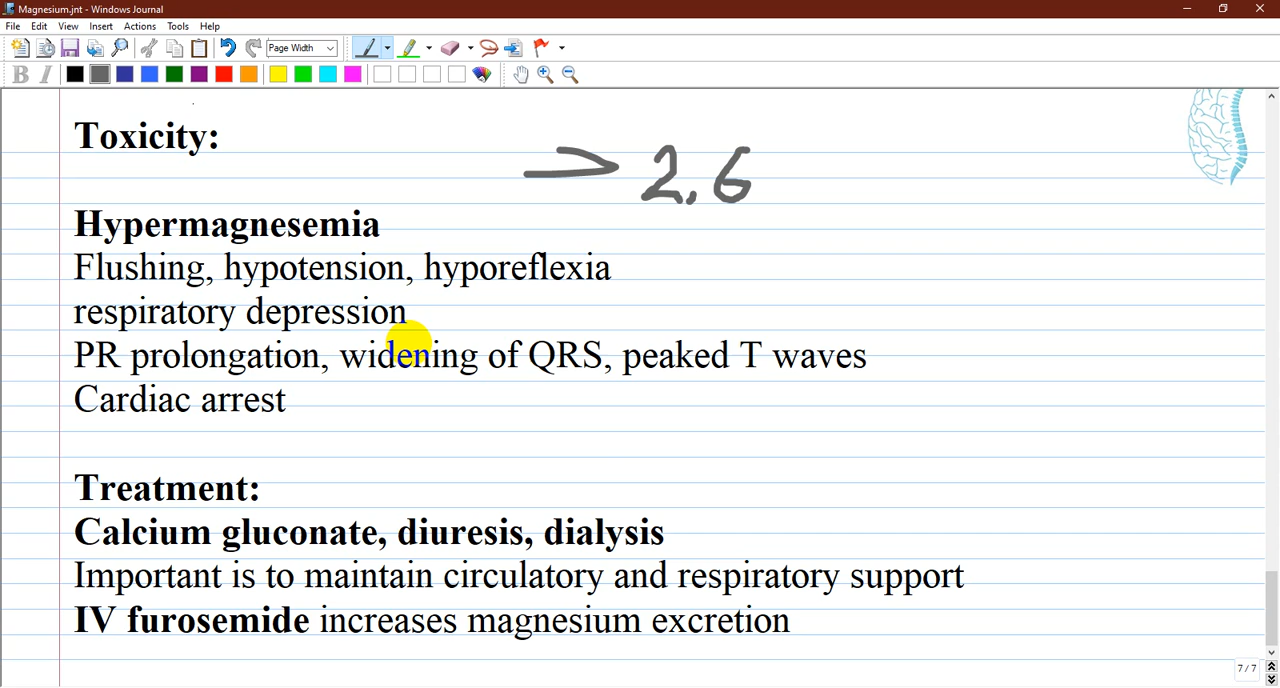 Magnesium.jnt - Windows Journal
File Edit View Insert Actions Tools Help
Page Width
B I
Toxicity:
> 2.6
Hypermagnesemia
Flushing, hypotension, hyporeflexia
respiratory depression
PR prolongation, widening of QRS, peaked T waves
Cardiac arrest
Treatment:
Calcium gluconate, diuresis, dialysis
Important is to maintain circulatory and respiratory support
IV furosemide increases magnesium excretion
7 / 7